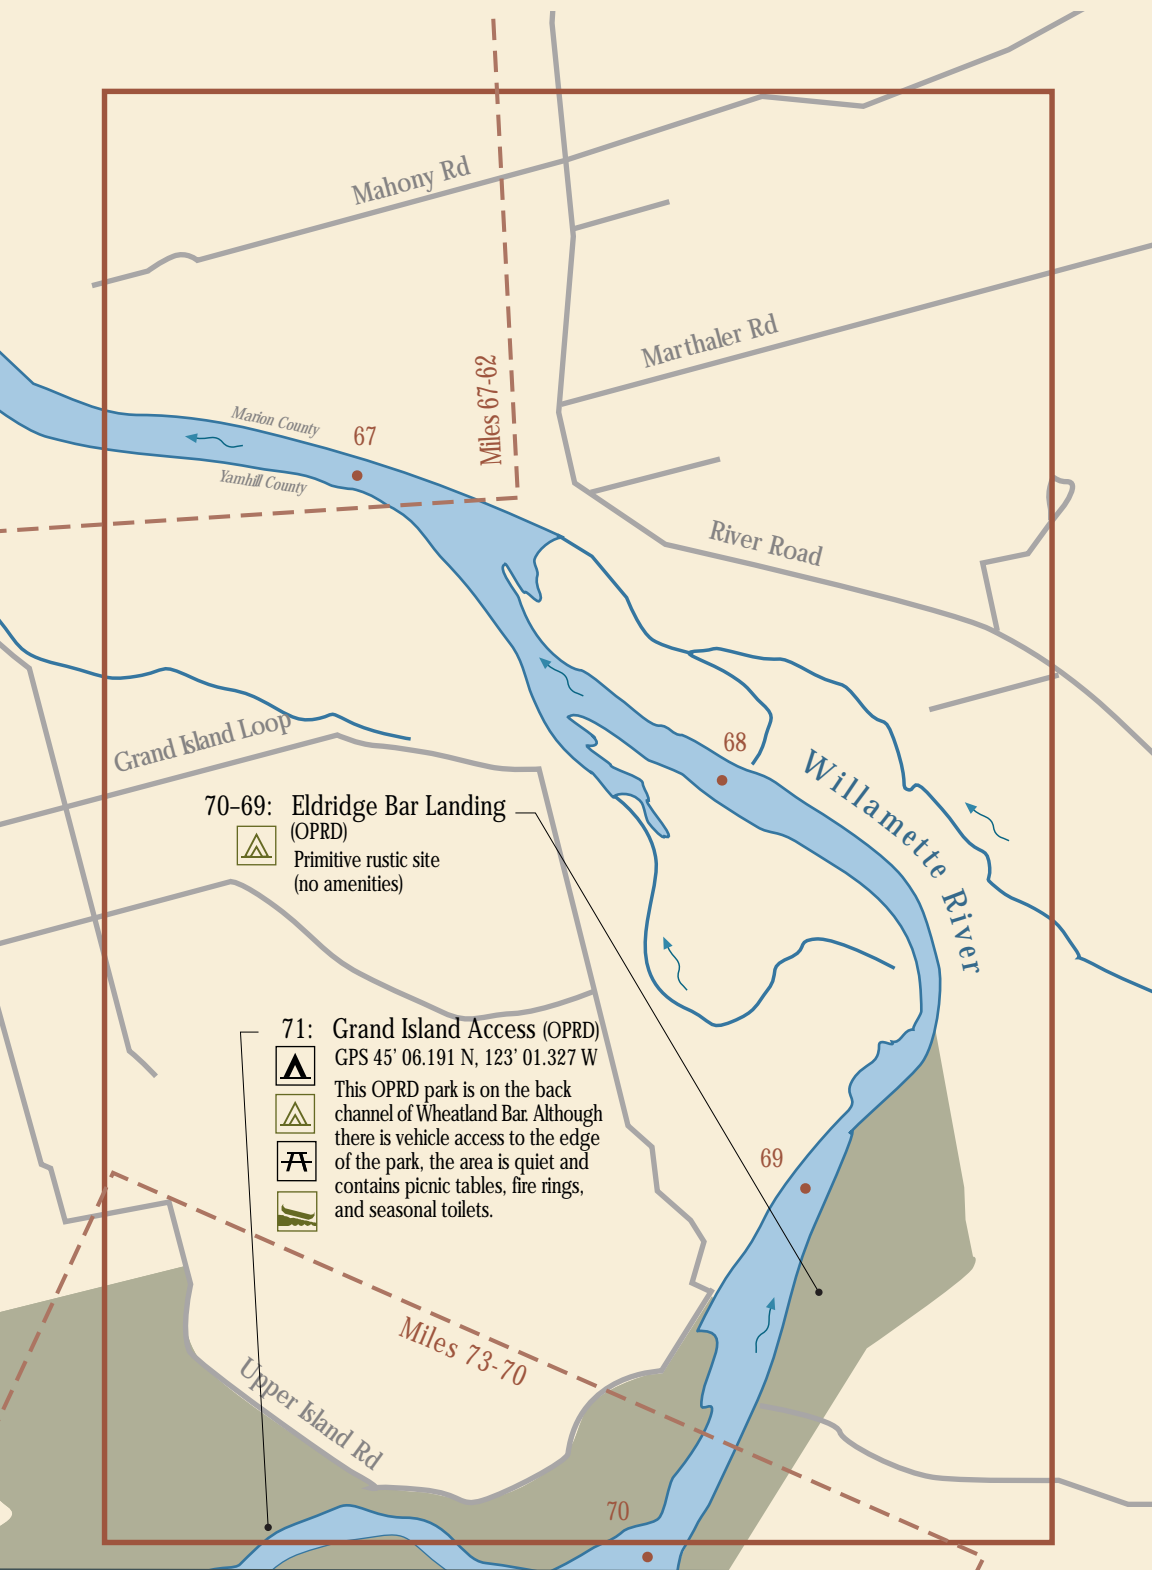 Mahony Rd
Marthaler Rd
Miles 67-62
Marion County
67
Yamhill County
River Road
Grand Island Loop
68
Willamette River
70–69: Eldridge Bar Landing
(OPRD)
Primitive rustic site
(no amenities)
71: Grand Island Access (OPRD)
GPS 45' 06.191 N, 123' 01.327 W
This OPRD park is on the back
channel of Wheatland Bar. Although
there is vehicle access to the edge
of the park, the area is quiet and
contains picnic tables, fire rings,
and seasonal toilets.
69
Miles 73-70
Upper Island Rd
70